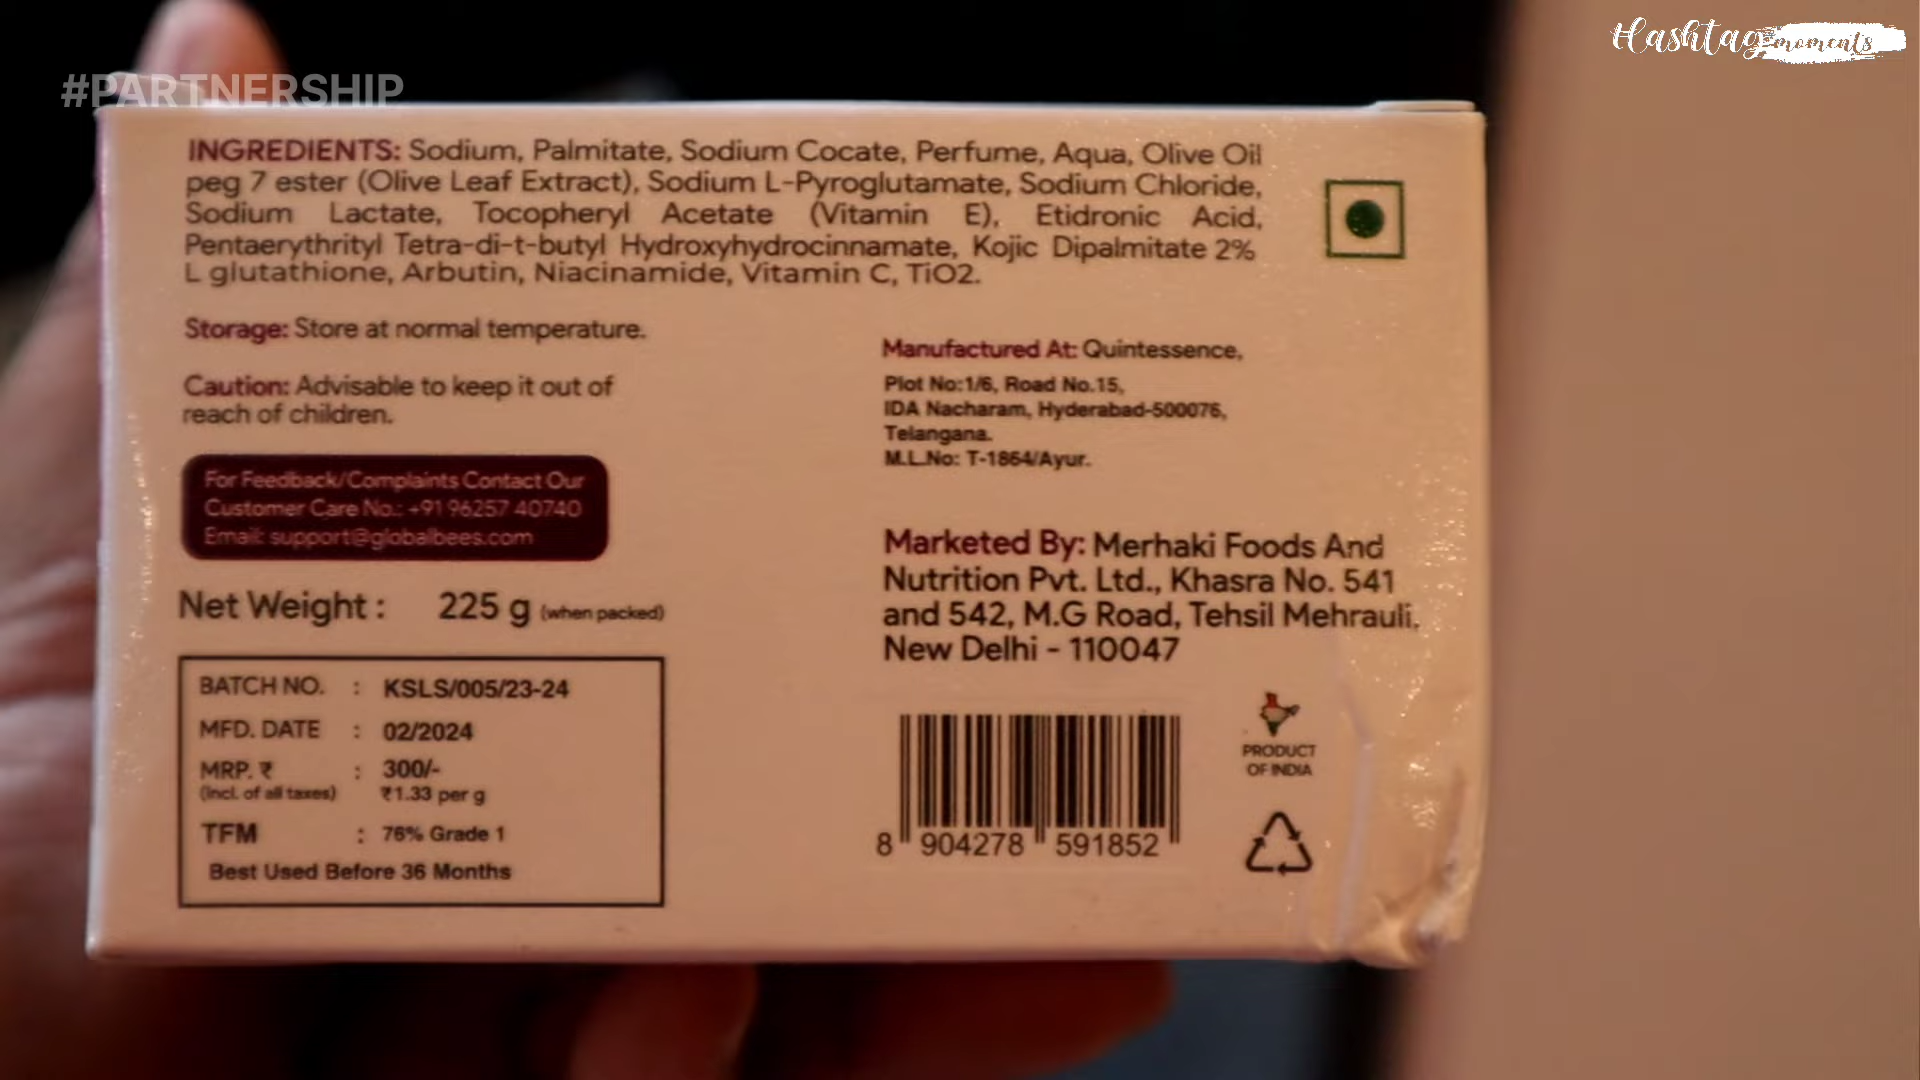 Hashtag
moments
#PARTNERSHIP
INGREDIENTS: Sodium, Palmitate, Sodium Cocate, Perfume, Aqua, Olive Oil
peg 7 ester (Olive Leaf Extract), Sodium L-Pyroglutamate, Sodium Chloride,
Sodium Lactate, Tocopheryl Acetate (Vitamin E), Etidronic Acid,
Pentaerythrityl Tetra-di-t-butyl Hydroxyhydrocinnamate, Kojic Dipalmitate 2%
L glutathione, Arbutin, Niacinamide, Vitamin C, TiO2.
Storage: Store at normal temperature.
Caution: Advisable to keep it out of
reach of children.
For Feedback/Complaints Contact Our
Customer Care No.: +91 96257 40740
Email: support@globalbees.com
Net Weight : 225 g (when packed)
BATCH NO. : KSLS/005/23-24
MFD. DATE : 02/2024
MRP. ₹ : 300/-
(Incl. of all taxes) ₹1.33 per g
TFM : 76% Grade 1
Best Used Before 36 Months
Manufactured At: Quintessence,
Plot No:1/6, Road No.15,
IDA Nacharam, Hyderabad-500076,
Telangana.
M.L.No: T-1864/Ayur.
Marketed By: Merhaki Foods And
Nutrition Pvt. Ltd., Khasra No. 541
and 542, M.G Road, Tehsil Mehrauli,
New Delhi - 110047
8 904278 591852
PRODUCT
OF INDIA